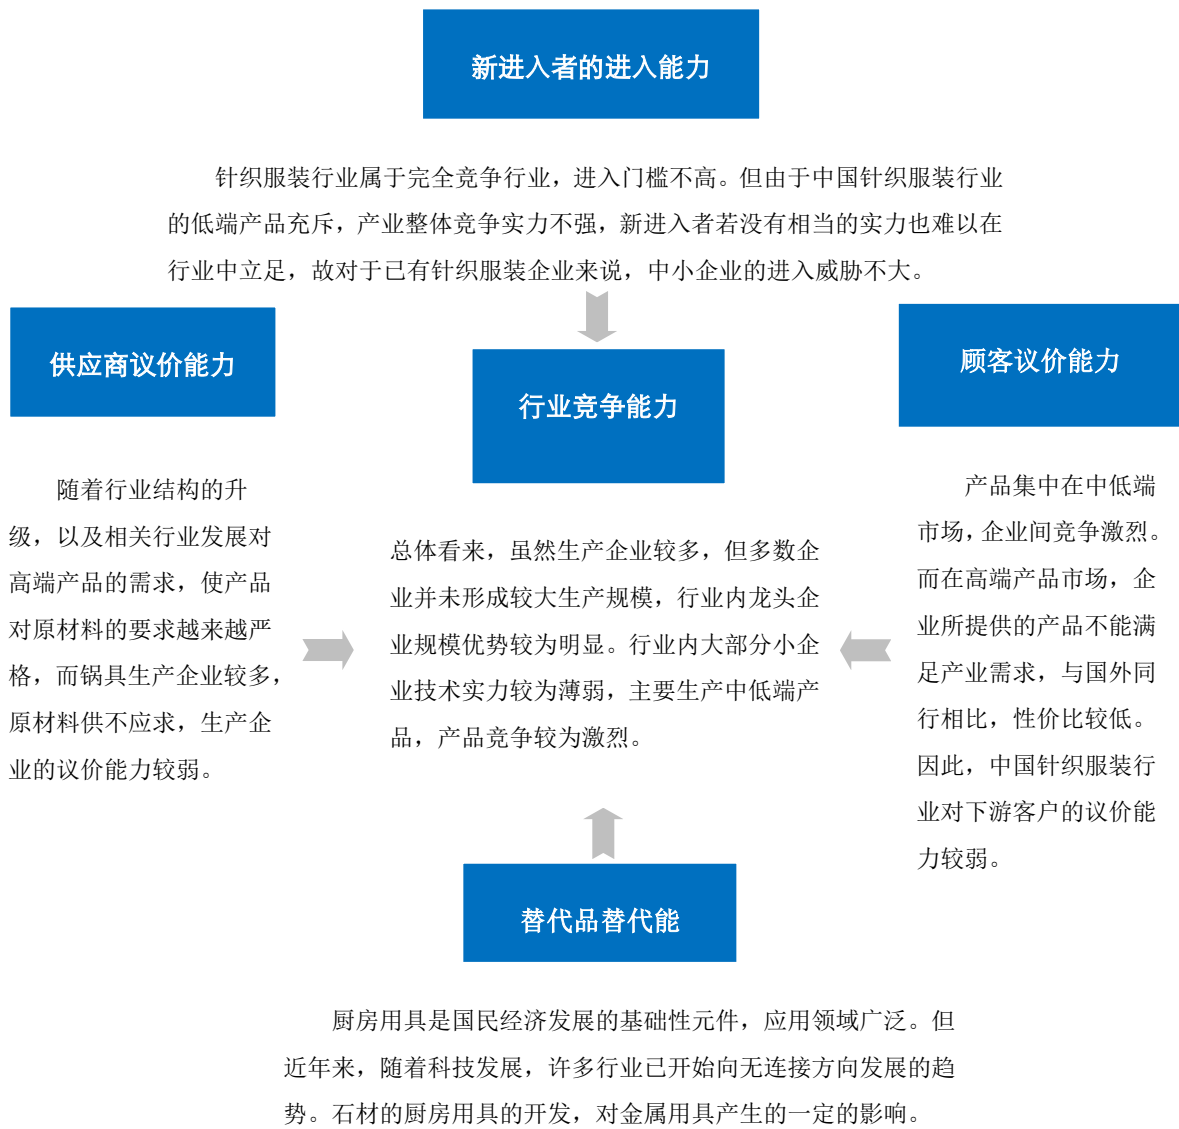 新进入者的进入能力
针织服装行业属于完全竞争行业，进入门槛不高。但由于中国针织服装行业
的低端产品充斥，产业整体竞争实力不强，新进入者若没有相当的实力也难以在
行业中立足，故对于已有针织服装企业来说，中小企业的进入威胁不大。
供应商议价能力
随着行业结构的升
级，以及相关行业发展对
高端产品的需求，使产品
对原材料的要求越来越严
格，而锅具生产企业较多，
原材料供不应求，生产企
业的议价能力较弱。
行业竞争能力
总体看来，虽然生产企业较多，但多数企
业并未形成较大生产规模，行业内龙头企
业规模优势较为明显。行业内大部分小企
业技术实力较为薄弱，主要生产中低端产
品，产品竞争较为激烈。
顾客议价能力
产品集中在中低端
市场，企业间竞争激烈。
而在高端产品市场，企
业所提供的产品不能满
足产业需求，与国外同
行相比，性价比较低。
因此，中国针织服装行
业对下游客户的议价能
力较弱。
替代品替代能
厨房用具是国民经济发展的基础性元件，应用领域广泛。但
近年来，随着科技发展，许多行业已开始向无连接方向发展的趋
势。石材的厨房用具的开发，对金属用具产生的一定的影响。